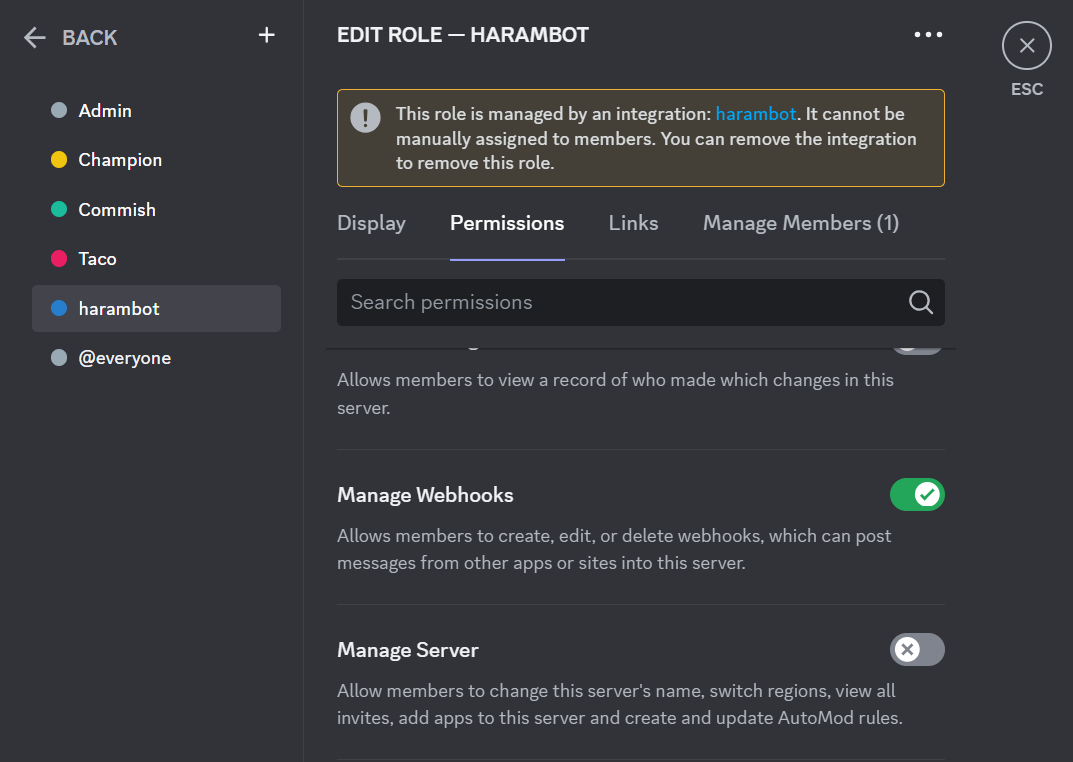 BACK
+
Admin
Champion
Commish
Taco
harambot
@everyone
EDIT ROLE — HARAMBOT
This role is managed by an integration: harambot. It cannot be
manually assigned to members. You can remove the integration
to remove this role.
Display Permissions Links Manage Members (1)
Search permissions
Allows members to view a record of who made which changes in this
server.
Manage Webhooks
Allows members to create, edit, or delete webhooks, which can post
messages from other apps or sites into this server.
Manage Server
Allow members to change this server's name, switch regions, view all
invites, add apps to this server and create and update AutoMod rules.
ESC